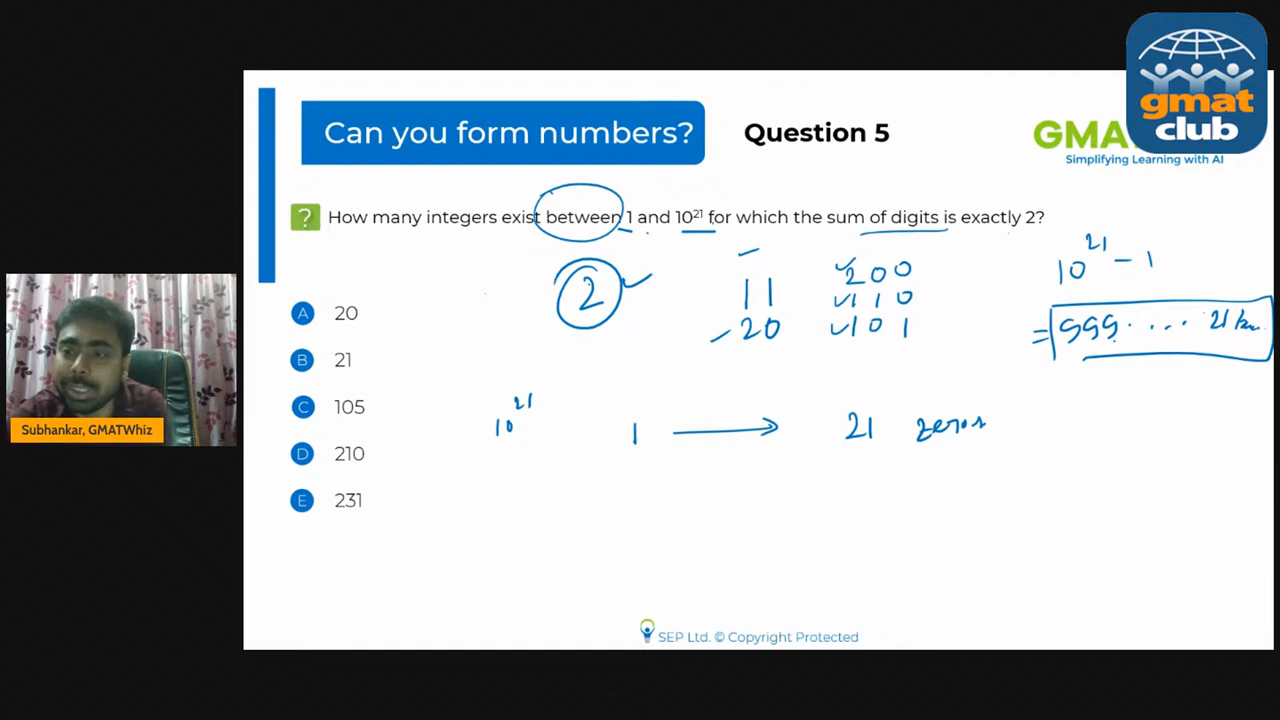 gmat
club
Can you form numbers?
Question 5
GMA
Simplifying Learning with AI
? How many integers exist between 1 and 10²¹ for which the sum of digits is exactly 2?
A 20
B 21
C 105
D 210
E 231
2
11
20
200
110
101
10²¹ - 1
= 999.... 21
10²¹ 1 → 21 zeros
Subhankar, GMATWhiz
SEP Ltd. © Copyright Protected